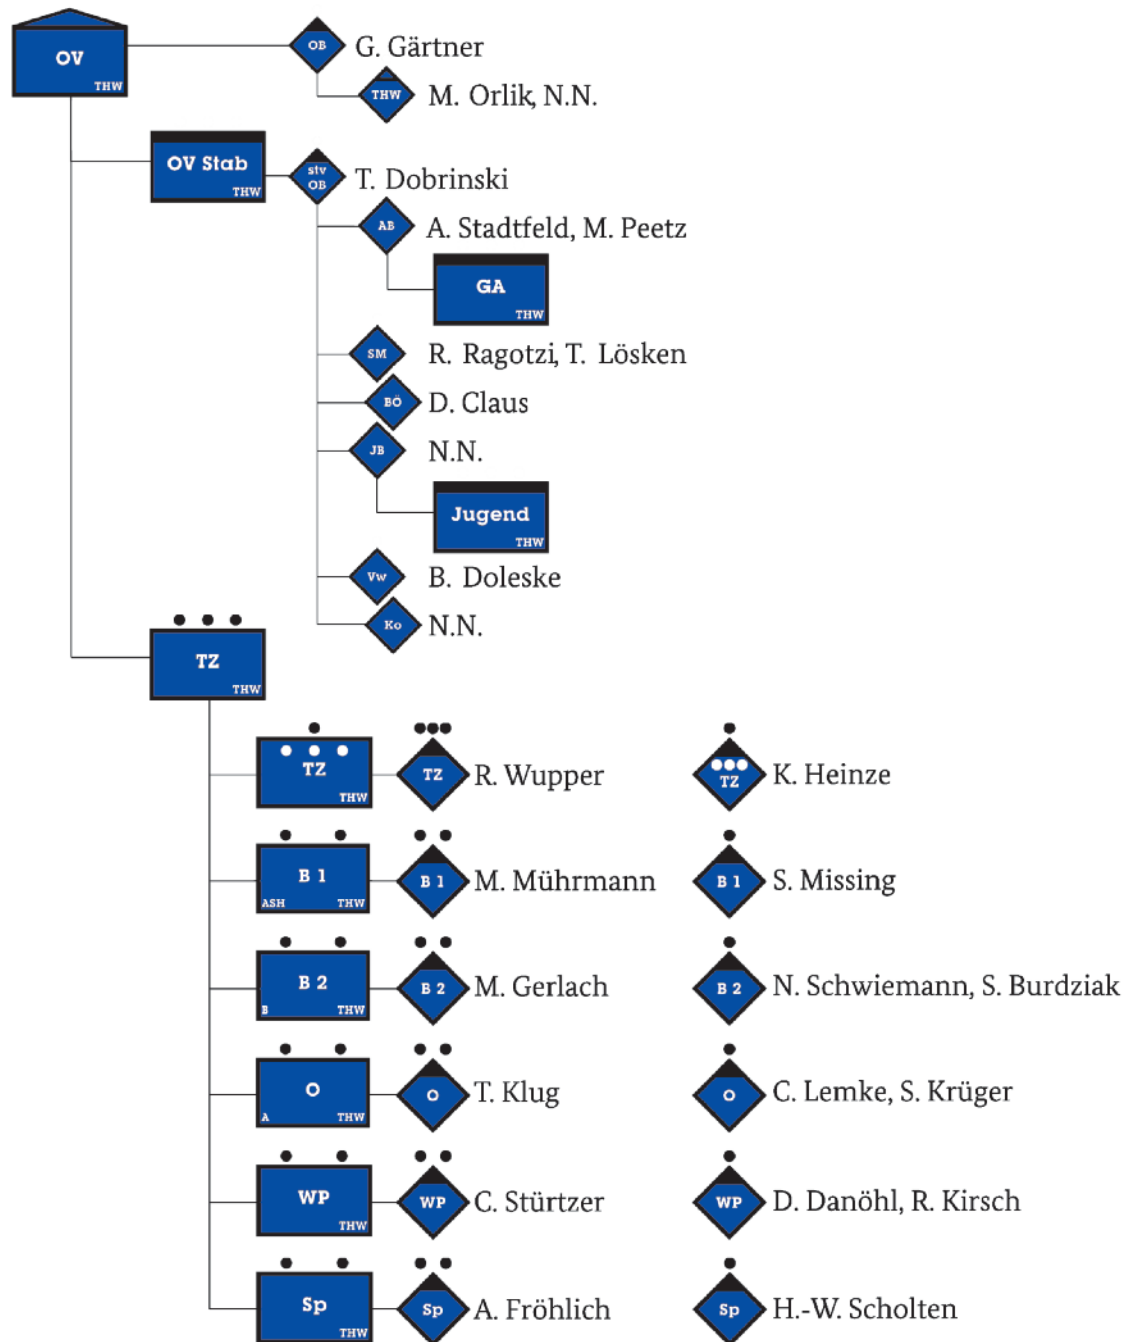 OV
THW
OB
G. Gärtner
THW
M. Orlik, N.N.
OV Stab
THW
stv
OB
T. Dobrinski
AB
A. Stadtfeld, M. Peetz
GA
THW
SM
R. Ragotzi, T. Lösken
BÖ
D. Claus
JB
N.N.
Jugend
THW
Vw
B. Doleske
Ko
N.N.
TZ
THW
TZ
THW
TZ
R. Wupper
TZ
K. Heinze
B 1
ASH THW
B 1
M. Mührmann
B 1
S. Missing
B 2
B THW
B 2
M. Gerlach
B 2
N. Schwiemann, S. Burdziak
O
A THW
O
T. Klug
O
C. Lemke, S. Krüger
WP
THW
WP
C. Stürtzer
WP
D. Danöhl, R. Kirsch
Sp
THW
Sp
A. Fröhlich
Sp
H.-W. Scholten